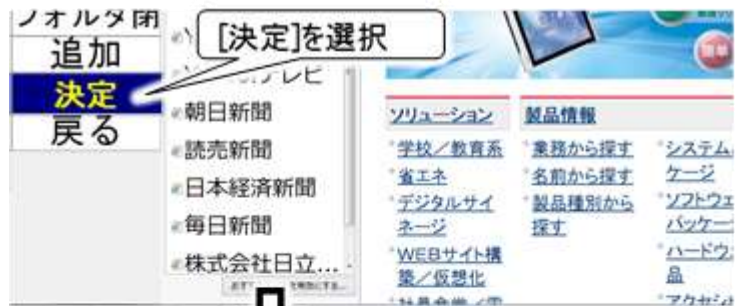 フォルダ閉
追加
決定
戻る
[決定]を選択
テレビ
朝日新聞
読売新聞
日本経済新聞
毎日新聞
株式会社日立...
ソリューション
学校/教育系
省エネ
デジタルサイ
ネージ
WEBサイト構
築/仮想化
製品情報
業務から探す
名前から探す
製品種別から
探す
システム
ケージ
ソフトウェ
パッケー
ハードウ
品
簡単